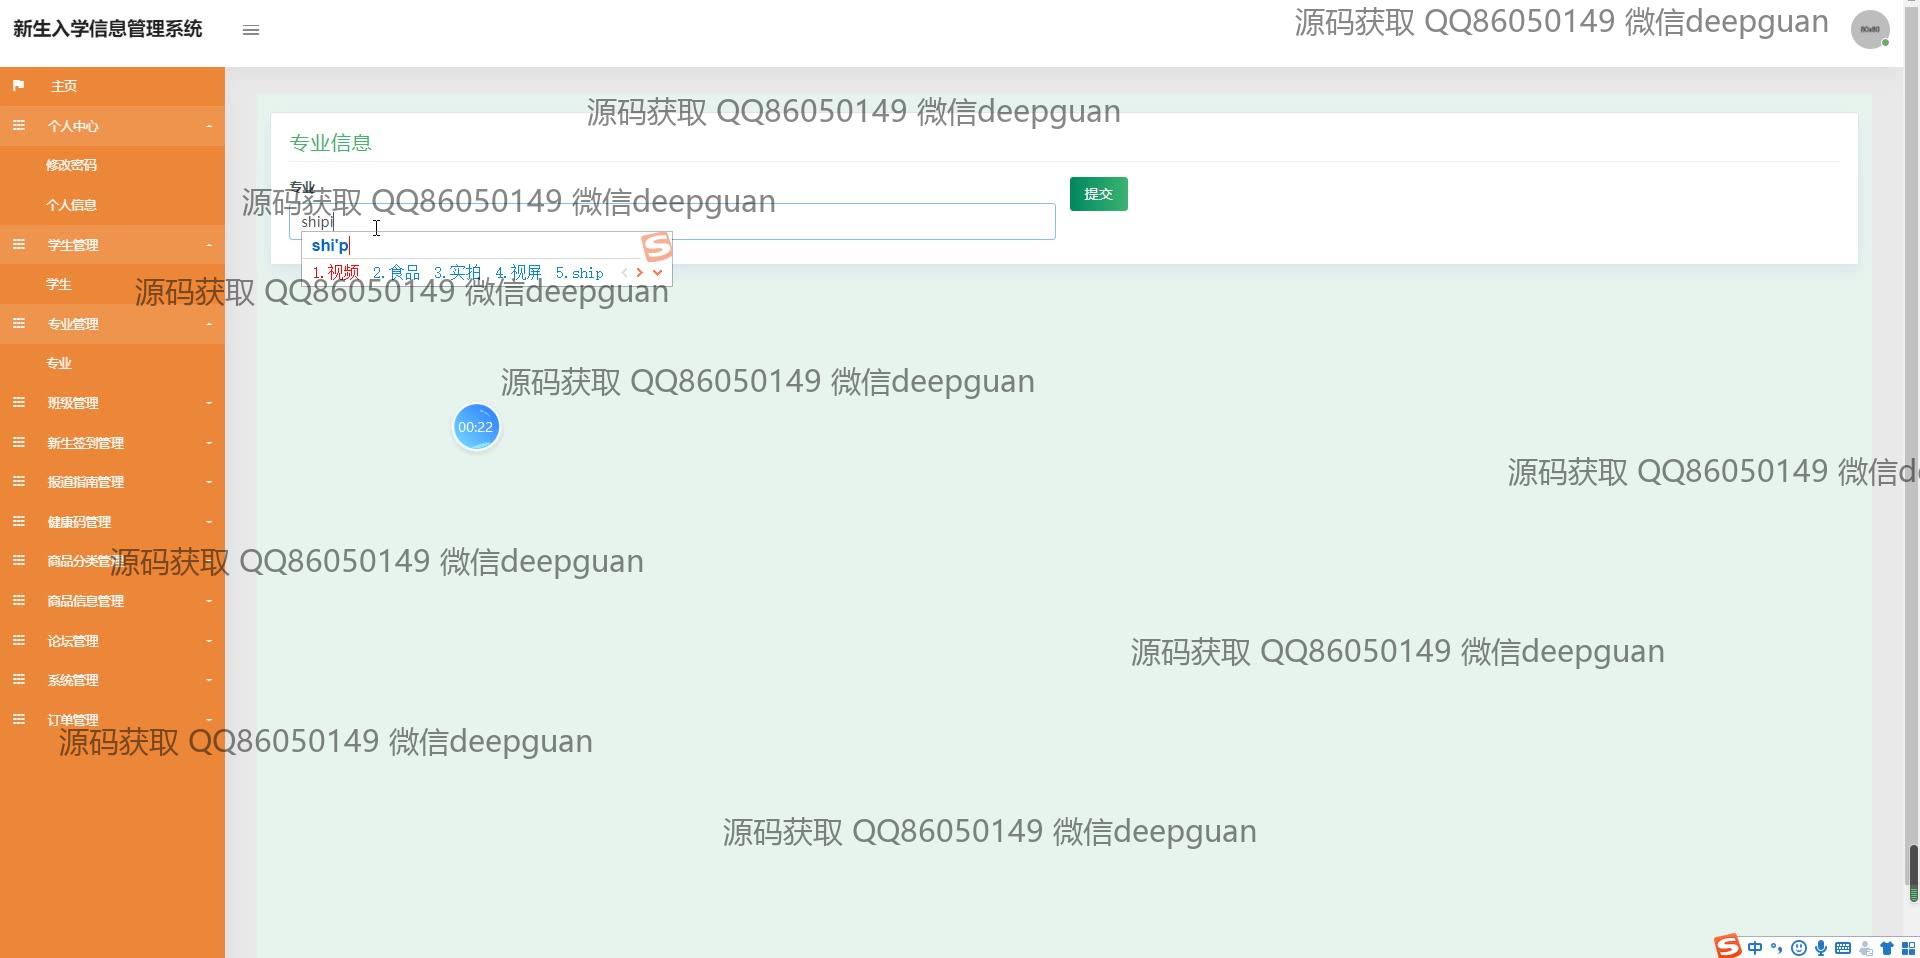 新生入学信息管理系统
源码获取 QQ86050149 微信deepguan
主页
个人中心
源码获取 QQ86050149 微信deepguan
专业信息
修改密码
专业
提交
源码获取 QQ86050149 微信deepguan
个人信息
shipi
学生管理
shi'p
1.视频 2.食品 3.实拍 4.视屏 5.ship
学生
源码获取 QQ86050149 微信deepguan
专业管理
专业
源码获取 QQ86050149 微信deepguan
班级管理
00:22
新生签到管理
源码获取 QQ86050149 微信d
报道指南管理
健康码管理
商品分类管理
源码获取 QQ86050149 微信deepguan
商品信息管理
论坛管理
源码获取 QQ86050149 微信deepguan
系统管理
订单管理
源码获取 QQ86050149 微信deepguan
源码获取 QQ86050149 微信deepguan
中